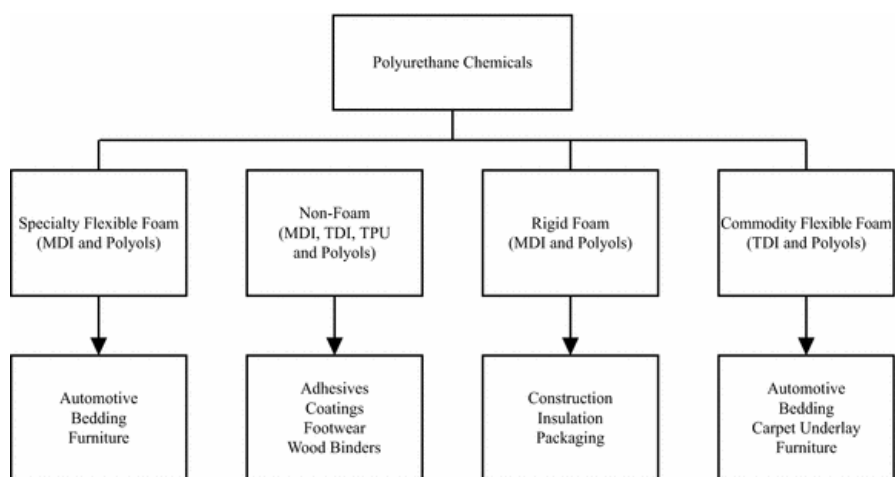 Polyurethane Chemicals
Specialty Flexible Foam
(MDI and Polyols)
Non-Foam
(MDI, TDI, TPU
and Polyols)
Rigid Foam
(MDI and Polyols)
Commodity Flexible Foam
(TDI and Polyols)
Automotive
Bedding
Furniture
Adhesives
Coatings
Footwear
Wood Binders
Construction
Insulation
Packaging
Automotive
Bedding
Carpet Underlay
Furniture